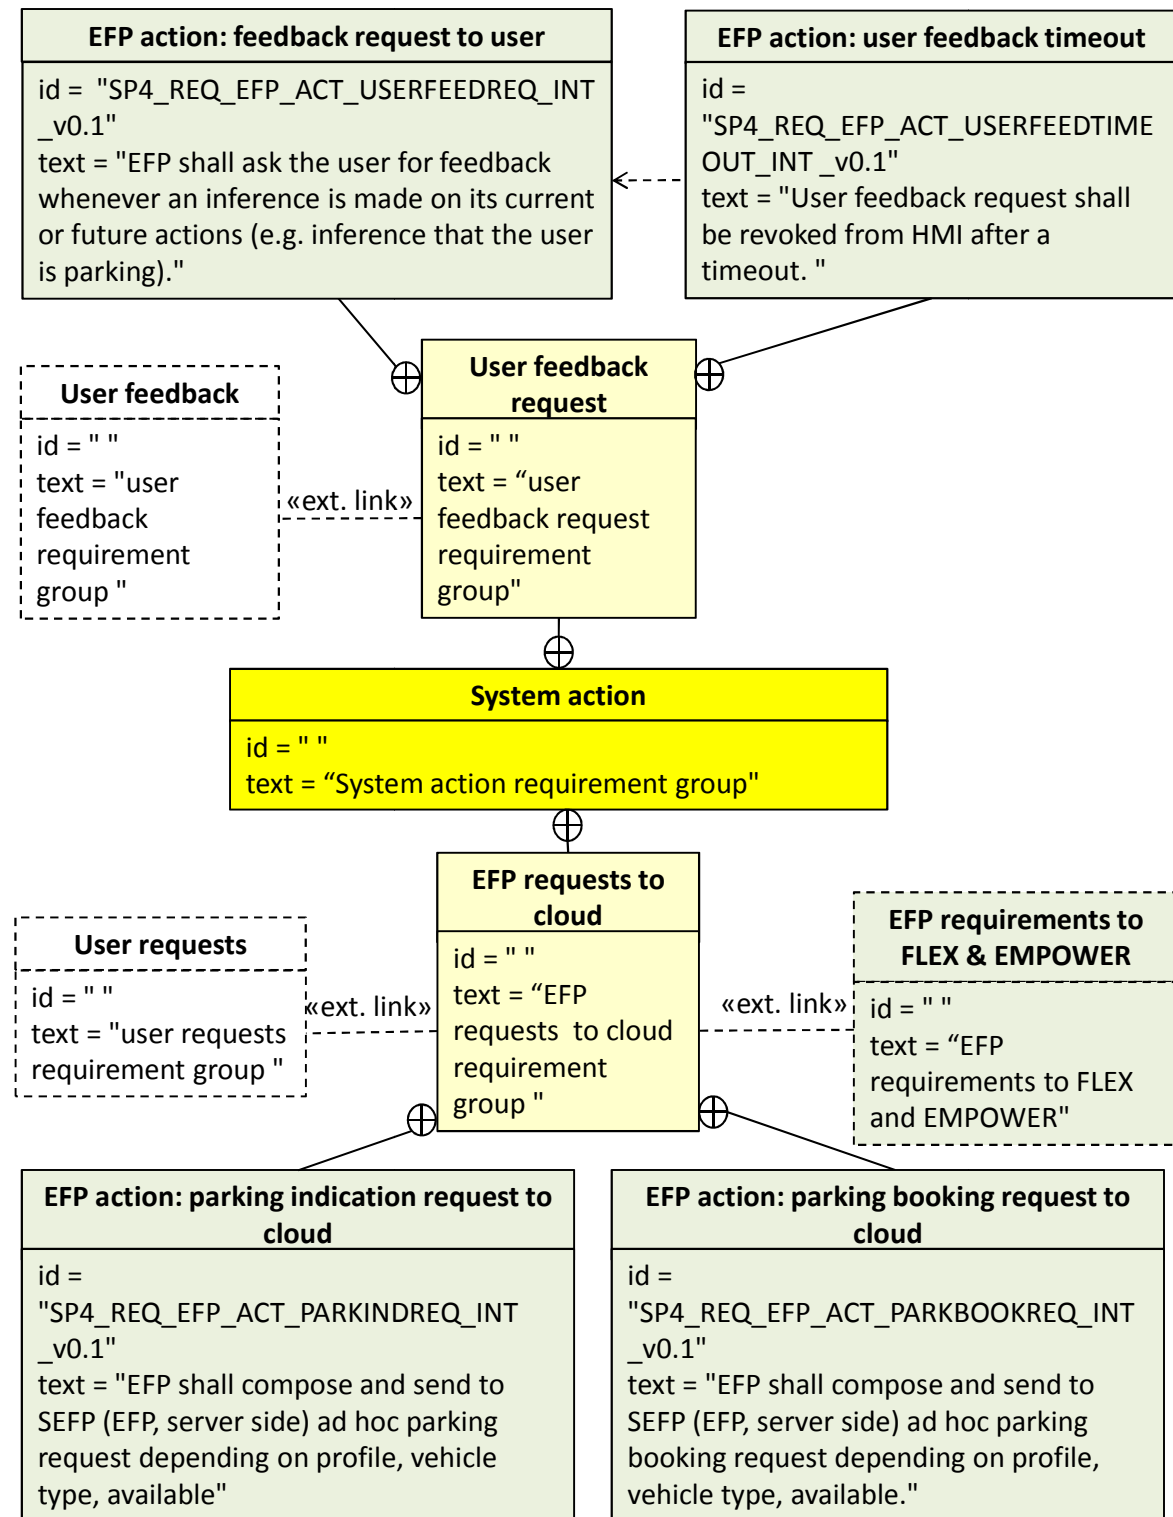 EFP action: feedback request to user
id =  "SP4_REQ_EFP_ACT_USERFEEDREQ_INT
_v0.1"
text = "EFP shall ask the user for feedback
whenever an inference is made on its current
or future actions (e.g. inference that the user
is parking)."
EFP action: user feedback timeout
id =
"SP4_REQ_EFP_ACT_USERFEEDTIME
OUT_INT _v0.1"
text = "User feedback request shall
be revoked from HMI after a
timeout. "
User feedback
id = " "
text = "user
feedback
requirement
group "
«ext. link»
User feedback
request
id = " "
text = “user
feedback request
requirement
group"
System action
id = " "
text = “System action requirement group"
User requests
id = " "
text = "user requests
requirement group "
«ext. link»
EFP requests to
cloud
id = " "
text = “EFP
requests  to cloud
requirement
group "
«ext. link»
EFP requirements to
FLEX & EMPOWER
id = " "
text = “EFP
requirements to FLEX
and EMPOWER"
EFP action: parking indication request to
cloud
id =
"SP4_REQ_EFP_ACT_PARKINDREQ_INT
_v0.1"
text = "EFP shall compose and send to
SEFP (EFP, server side) ad hoc parking
request depending on profile, vehicle
type, available"
EFP action: parking booking request to
cloud
id =
"SP4_REQ_EFP_ACT_PARKBOOKREQ_INT
_v0.1"
text = "EFP shall compose and send to
SEFP (EFP, server side) ad hoc parking
booking request depending on profile,
vehicle type, available."